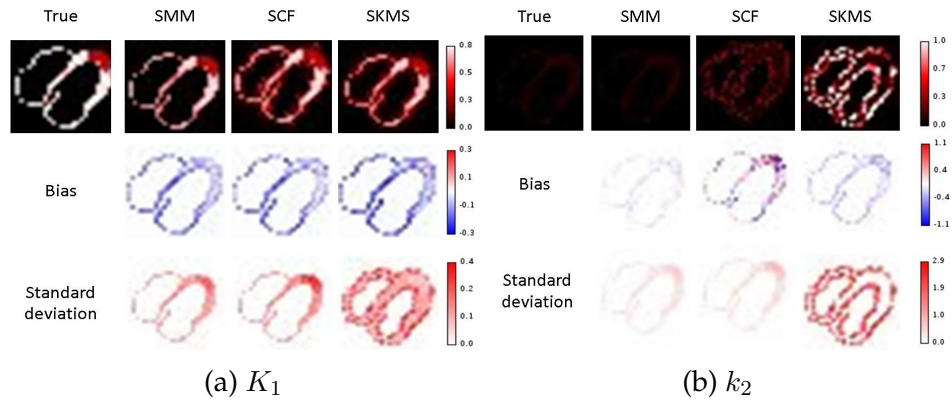 True SMM SCF SKMS
0.8
0.5
0.3
0.0
Bias
0.3
0.1
-0.1
-0.3
Standard
deviation
0.4
0.2
0.1
0.0
(a) K₁
True SMM SCF SKMS
1.0
0.7
0.3
0.0
Bias
1.1
0.4
-0.4
-1.1
Standard
deviation
2.9
1.9
1.0
0.0
(b) k₂